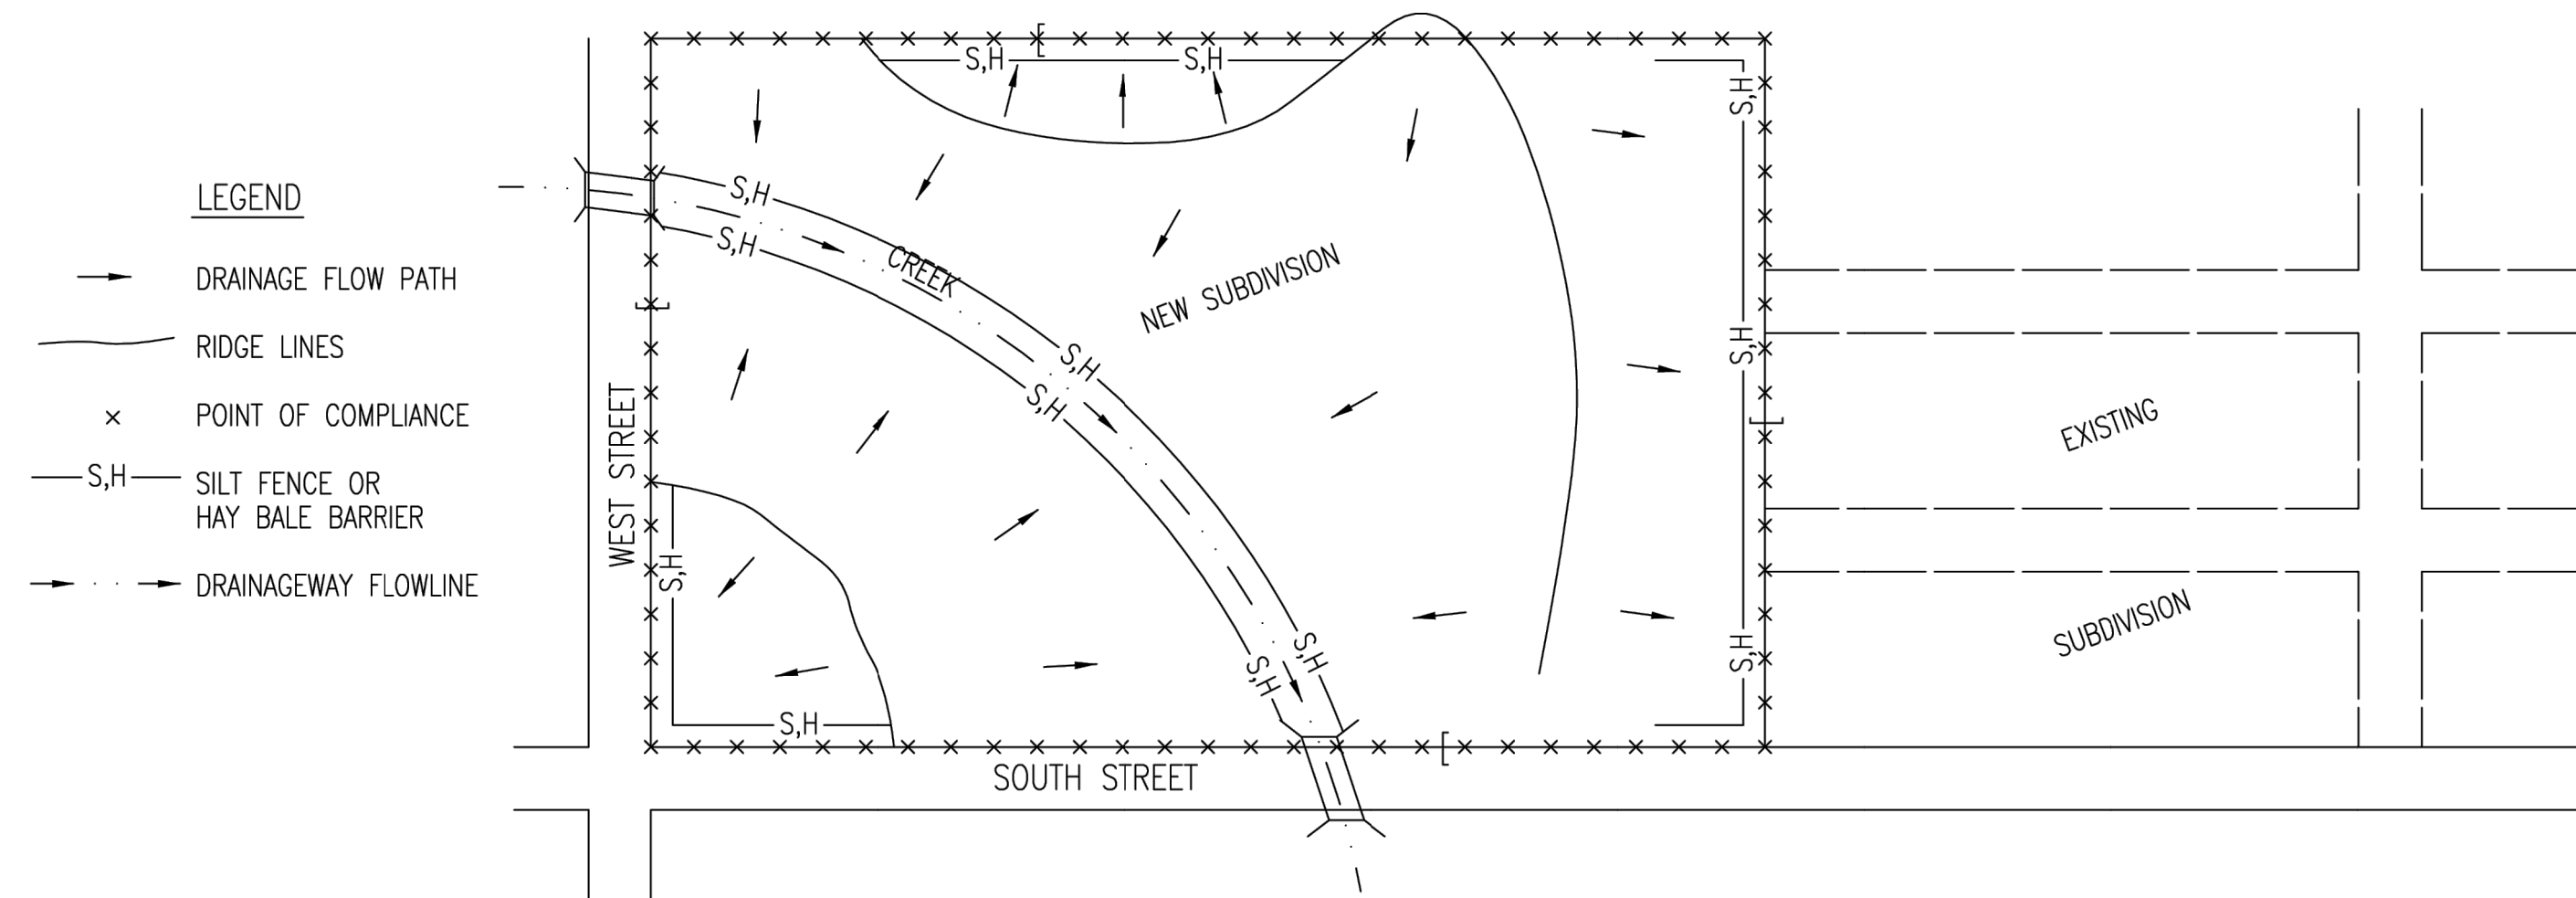 LEGEND
DRAINAGE FLOW PATH
RIDGE LINES
POINT OF COMPLIANCE
S,H
SILT FENCE OR
HAY BALE BARRIER
DRAINAGEWAY FLOWLINE
S,H
S,H
S,H
S,H
S,H
CREEK
NEW SUBDIVISION
S,H
S,H
S,H
WEST STREET
S,H
EXISTING
SUBDIVISION
S,H
S,H
S,H
S,H
SOUTH STREET